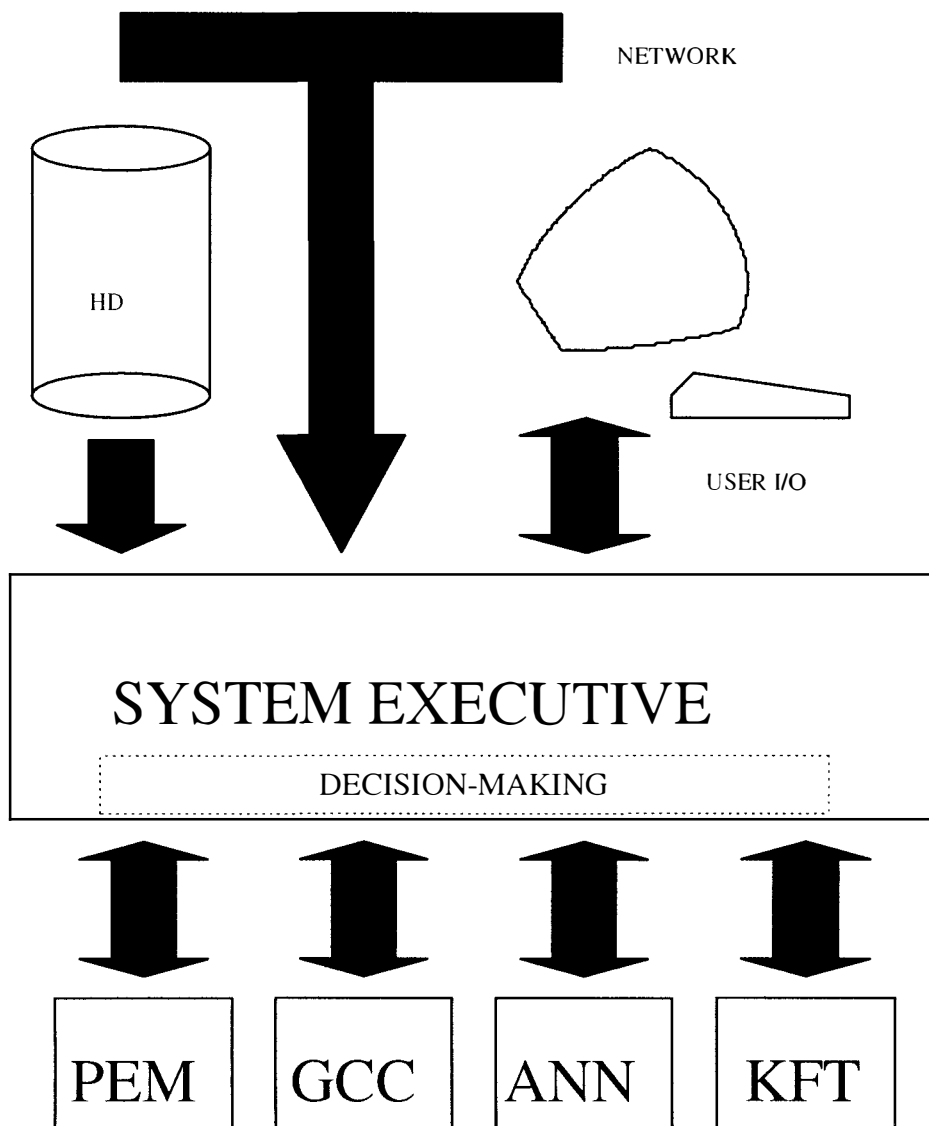 NETWORK
HD
USER I/O
SYSTEM EXECUTIVE
DECISION-MAKING
PEM
GCC
ANN
KFT